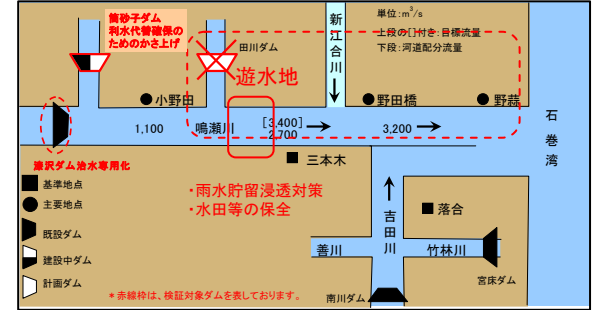 筒砂子ダム
利水代替確保の
ためのかさ上げ
田川ダム
新江合川
単位:m³/s
上段の[]付き:目標流量
下段:河道配分流量
遊水地
小野田
野田橋
野蒜
石巻湾
1,100
鳴瀬川
[3,400]
2,700
3,200
漆沢ダム治水専用化
三本木
基準地点
主要地点
既設ダム
建設中ダム
計画ダム
・雨水貯留浸透対策
・水田等の保全
吉田川
落合
善川
竹林川
宮床ダム
南川ダム
*赤線枠は、検証対象ダムを表しております。